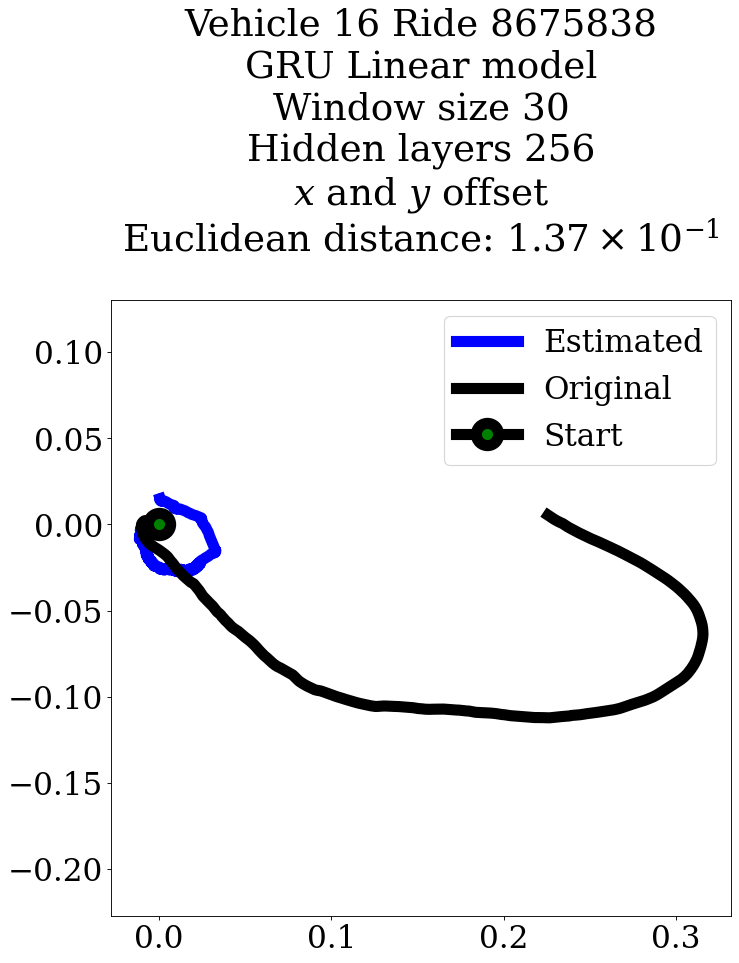 Vehicle 16 Ride 8675838
GRU Linear model
Window size 30
Hidden layers 256
x and y offset
Euclidean distance: 1.37 × 10⁻¹
Estimated
Original
Start
0.10
0.05
0.00
−0.05
−0.10
−0.15
−0.20
0.0 0.1 0.2 0.3